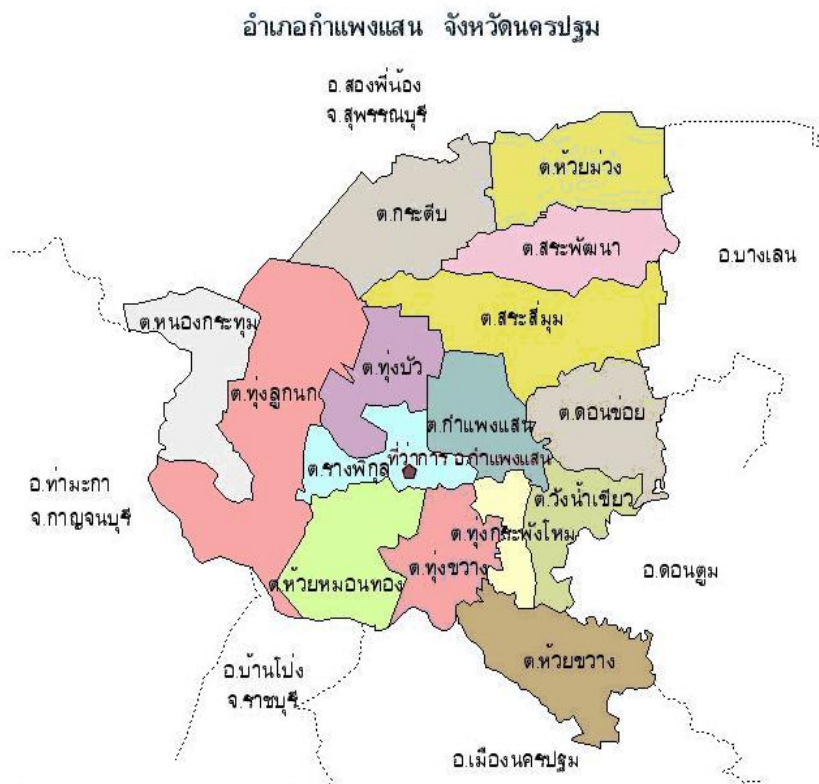 อำเภอกำแพงแสน จังหวัดนครปฐม
อ.สองพี่น้อง
จ.สุพรรณบุรี
ต.ห้วยม่วง
ต.กระตีบ
ต.สระพัฒนา
อ.บางเลน
ต.หนองกระทุม
ต.สระสี่มุม
ต.ทุ่งบัว
ต.ทุ่งลูกนก
ต.กำแพงแสน
ต.ดอนข่อย
ต.รางพิกุล
ที่ว่าการ อ.กำแพงแสน
อ.ท่ามะกา
จ.กาญจนบุรี
ต.วังน้ำเขียว
ต.ทุ่งกระพังโหม
ต.ทุ่งขวาง
อ.ดอนตูม
ต.ห้วยหมอนทอง
อ.บ้านโป่ง
จ.ราชบุรี
ต.ห้วยขวาง
อ.เมืองนครปฐม